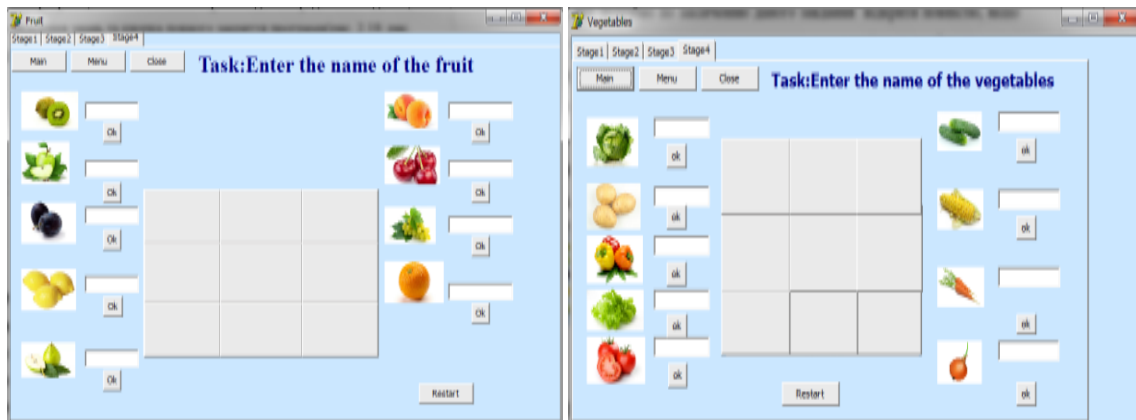 Fruit
Stage1 Stage2 Stage3 Stage4
Main Menu Close Task:Enter the name of the fruit
Ok
Ok
Ok
Ok
Ok
Ok
Ok
Ok
Ok
Restart
Vegetables
Stage1 Stage2 Stage3 Stage4
Main Menu Close Task:Enter the name of the vegetables
ok
ok
ok
ok
ok
ok
ok
ok
ok
Restart